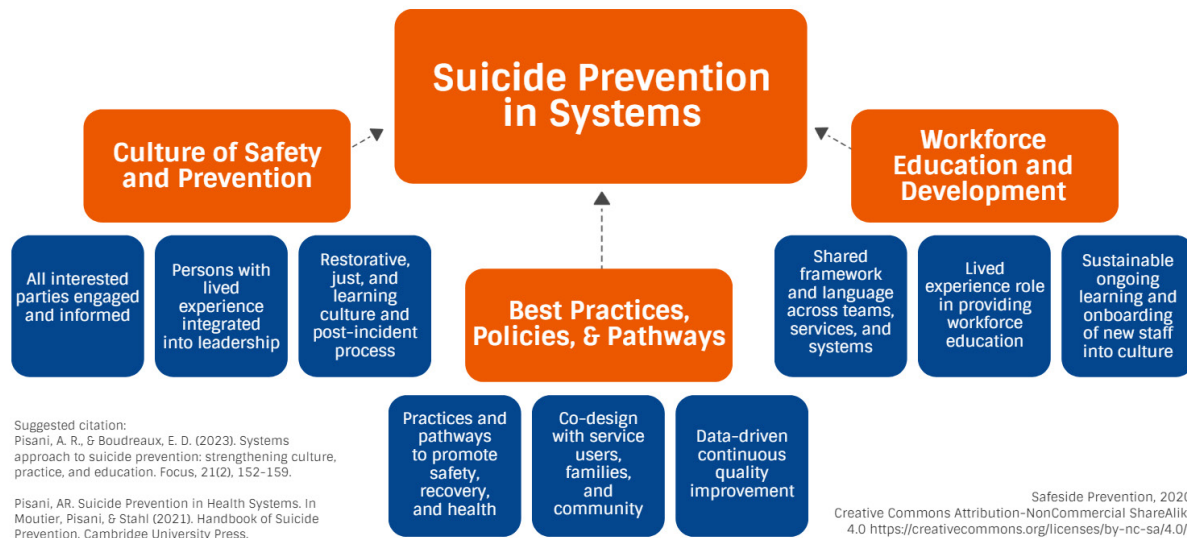 Suicide Prevention
in Systems
Culture of Safety
and Prevention
Workforce
Education and
Development
All interested
parties engaged
and informed
Persons with
lived
experience
integrated
into leadership
Restorative,
just, and
learning
culture and
post-incident
process
Best Practices,
Policies, & Pathways
Shared
framework
and language
across teams,
services, and
systems
Lived
experience role
in providing
workforce
education
Sustainable
ongoing
learning and
onboarding
of new staff
into culture
Practices and
pathways
to promote
safety,
recovery,
and health
Co-design
with service
users,
families,
and
community
Data-driven
continuous
quality
improvement
Suggested citation:
Pisani, A. R., & Boudreaux, E. D. (2023). Systems
approach to suicide prevention: strengthening culture,
practice, and education. Focus, 21(2), 152-159.
Pisani, AR. Suicide Prevention in Health Systems. In
Moutier, Pisani, & Stahl (2021). Handbook of Suicide
Prevention. Cambridge University Press.
Safeside Prevention, 2020
Creative Commons Attribution-NonCommercial ShareAlik
4.0 https://creativecommons.org/licenses/by-nc-sa/4.0/